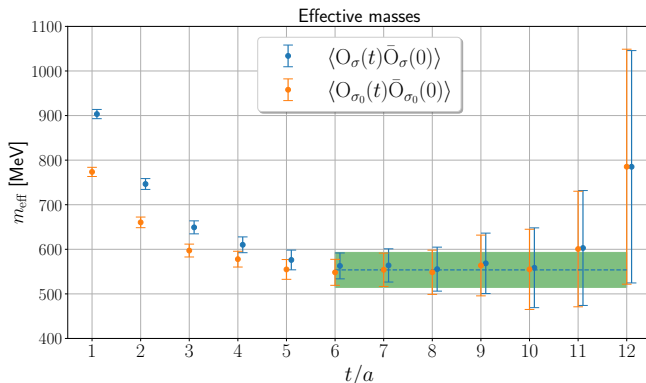 Effective masses
1100
1000
900
800
700
600
500
400
m_eff [MeV]
⟨O_σ(t)Ō_σ(0)⟩
⟨O_σ₀(t)Ō_σ₀(0)⟩
1 2 3 4 5 6 7 8 9 10 11 12
t/a